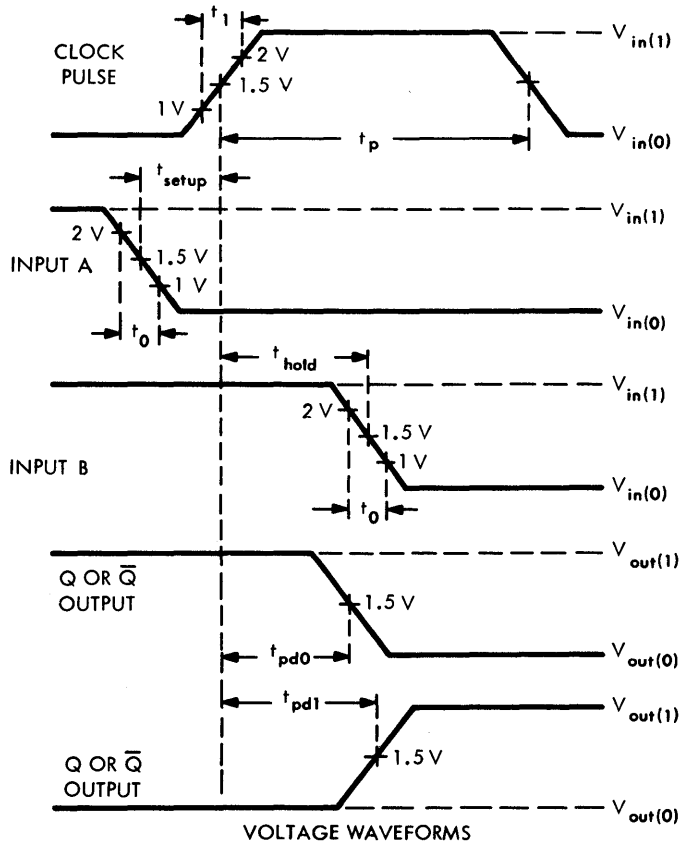 t1
Vin(1)
CLOCK
PULSE
2 V
1.5 V
1 V
tp
Vin(0)
tsetup
Vin(1)
2 V
INPUT A
1.5 V
1 V
t0
Vin(0)
thold
Vin(1)
2 V
1.5 V
INPUT B
1 V
Vin(0)
t0
Vout(1)
Q OR Q̅
OUTPUT
1.5 V
tpd0
Vout(0)
tpd1
Vout(1)
Q OR Q̅
OUTPUT
1.5 V
Vout(0)
VOLTAGE WAVEFORMS